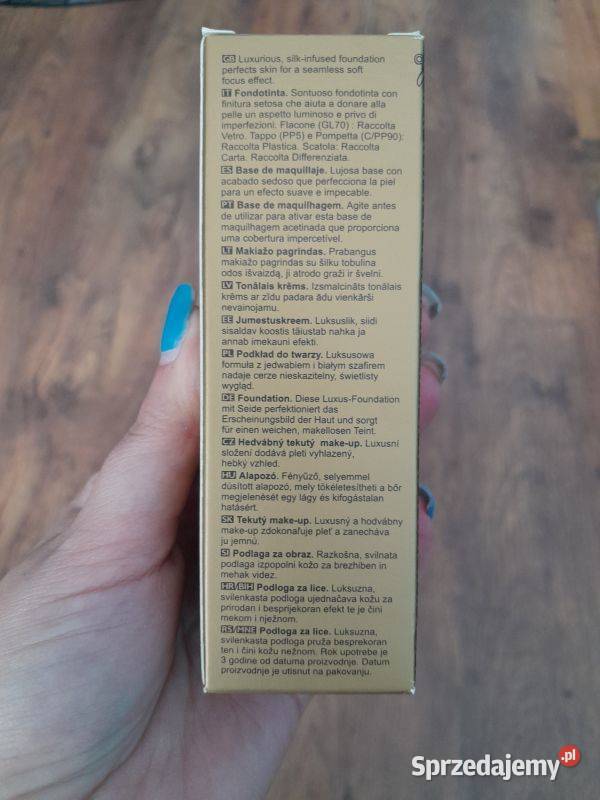 GB Luxurious, silk-infused foundation
perfects skin for a seamless soft
focus effect.
IT Fondotinta. Sontuoso fondotinta con
finitura setosa che aiuta a donare alla
pelle un aspetto luminoso e privo di
imperfezioni. Flacone (GL70) : Raccolta
Vetro. Tappo (PP5) e Pompetta (C/PP90):
Raccolta Plastica. Scatola: Raccolta
Carta. Raccolta Differenziata.
ES Base de maquillaje. Lujosa base con
acabado sedoso que perfecciona la piel
para un efecto suave e impecable.
PT Base de maquilhagem. Agite antes
de utilizar para ativar esta base de
maquilhagem acetinada que proporciona
uma cobertura impercetível.
LT Makiažo pagrindas. Prabangus
makiažo pagrindas su šilku tobulina
odos išvaizdą, ji atrodo graži ir švelni.
LV Tonālais krēms. Izsmalcināts tonālais
krēms ar zīdu padara ādu vienkārši
nevainojamu.
EE Jumestuskreem. Luksuslik, siidi
sisaldav koostis täiustab nahka ja
annab imekauni efekti.
PL Podkład do twarzy. Luksusowa
formuła z jedwabiem i białym szafirem
nadaje cerze nieskazitelny, świetlisty
wygląd.
DE Foundation. Diese Luxus-Foundation
mit Seide perfektioniert das
Erscheinungsbild der Haut und sorgt
für einen weichen, makellosen Teint.
CZ Hedvábný tekutý make-up. Luxusní
složení dodává pleti vyhlazený,
hebký vzhled.
HU Alapozó. Fényűző, selyemmel
dúsított alapozó, mely tökéletesítheti a bőr
megjelenését egy lágy és kifogástalan
hatásért.
SK Tekutý make-up. Luxusný a hodvábny
make-up zdokonaľuje pleť a zanecháva
ju jemnú.
SI Podlaga za obraz. Razkošna, svilnata
podlaga izpopolni kožo za brezhiben in
mehak videz.
HR/BIH Podloga za lice. Luksuzna,
svilenkasta podloga ujednačava kožu za
prirodan i besprijekoran efekt te je čini
mekom i nježnom.
RS/MNE Podloga za lice. Luksuzna,
svilenkasta podloga pruža besprekoran
ten i čini kožu nežnom. Rok upotrebe je
3 godine od datuma proizvodnje. Datum
proizvodnje je utisnut na pakovanju.
Sprzedajemy.pl